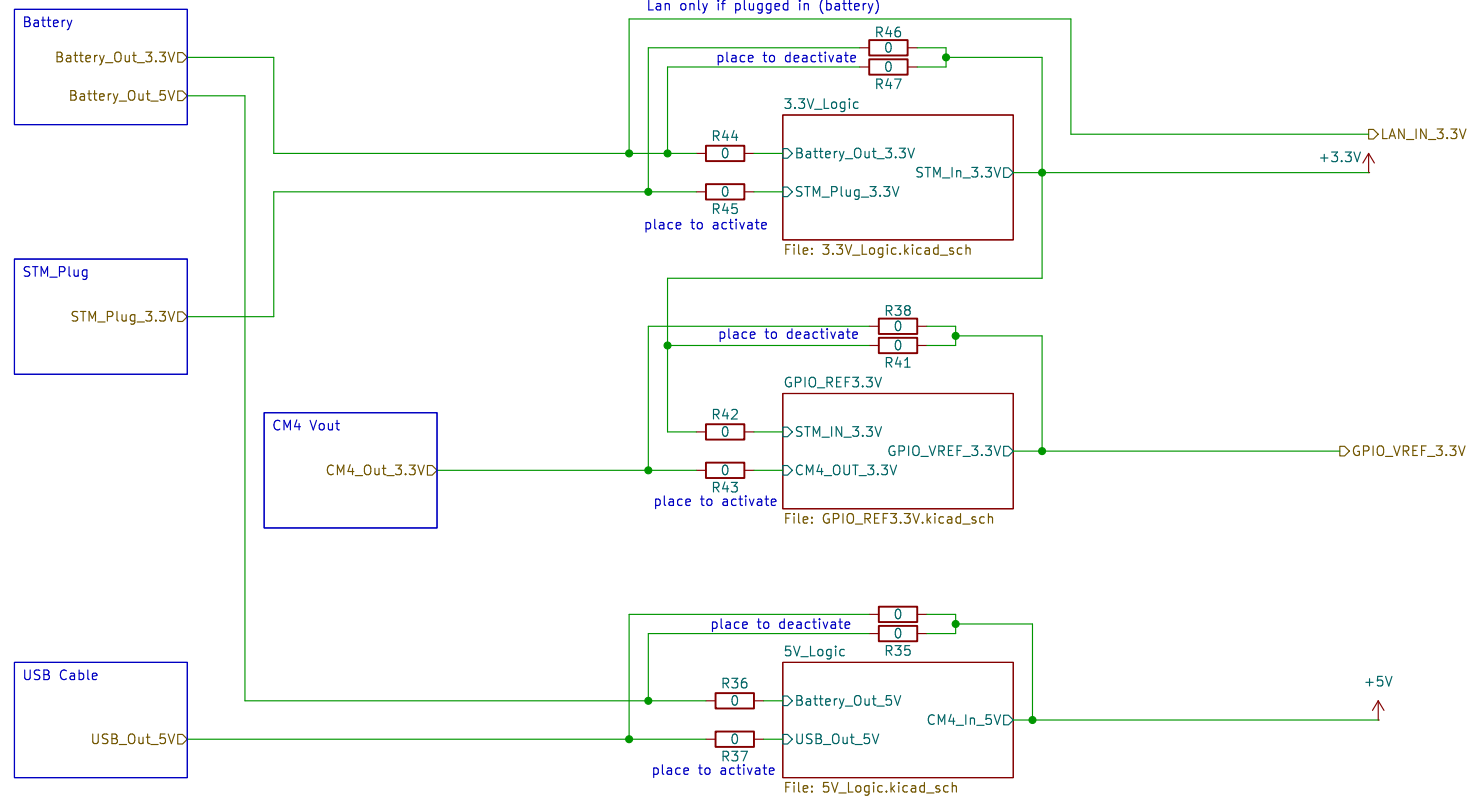 Lan only if plugged in (battery)
Battery
Battery_Out_3.3V
Battery_Out_5V
R46
0
place to deactivate
0
R47
3.3V_Logic
R44
0
Battery_Out_3.3V
STM_In_3.3V
0
STM_Plug_3.3V
R45
place to activate
File: 3.3V_Logic.kicad_sch
LAN_IN_3.3V
+3.3V
STM_Plug
STM_Plug_3.3V
R38
0
place to deactivate
0
R41
GPIO_REF3.3V
R42
0
STM_IN_3.3V
GPIO_VREF_3.3V
0
CM4_OUT_3.3V
R43
place to activate
File: GPIO_REF3.3V.kicad_sch
GPIO_VREF_3.3V
CM4 Vout
CM4_Out_3.3V
0
place to deactivate
0
R35
5V_Logic
R36
0
Battery_Out_5V
CM4_In_5V
0
USB_Out_5V
R37
place to activate
File: 5V_Logic.kicad_sch
+5V
USB Cable
USB_Out_5V